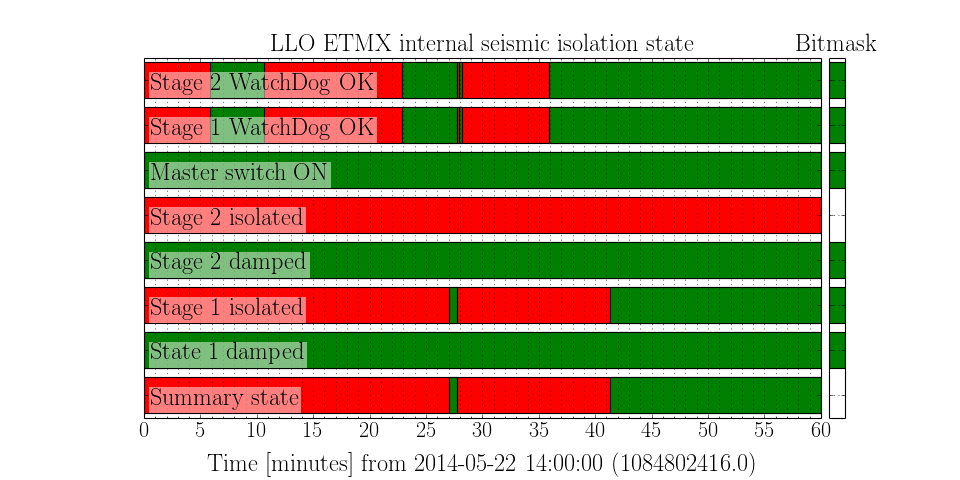 LLO ETMX internal seismic isolation state
Bitmask
Stage 2 WatchDog OK
Stage 1 WatchDog OK
Master switch ON
Stage 2 isolated
Stage 2 damped
Stage 1 isolated
State 1 damped
Summary state
0 5 10 15 20 25 30 35 40 45 50 55 60
Time [minutes] from 2014-05-22 14:00:00 (1084802416.0)